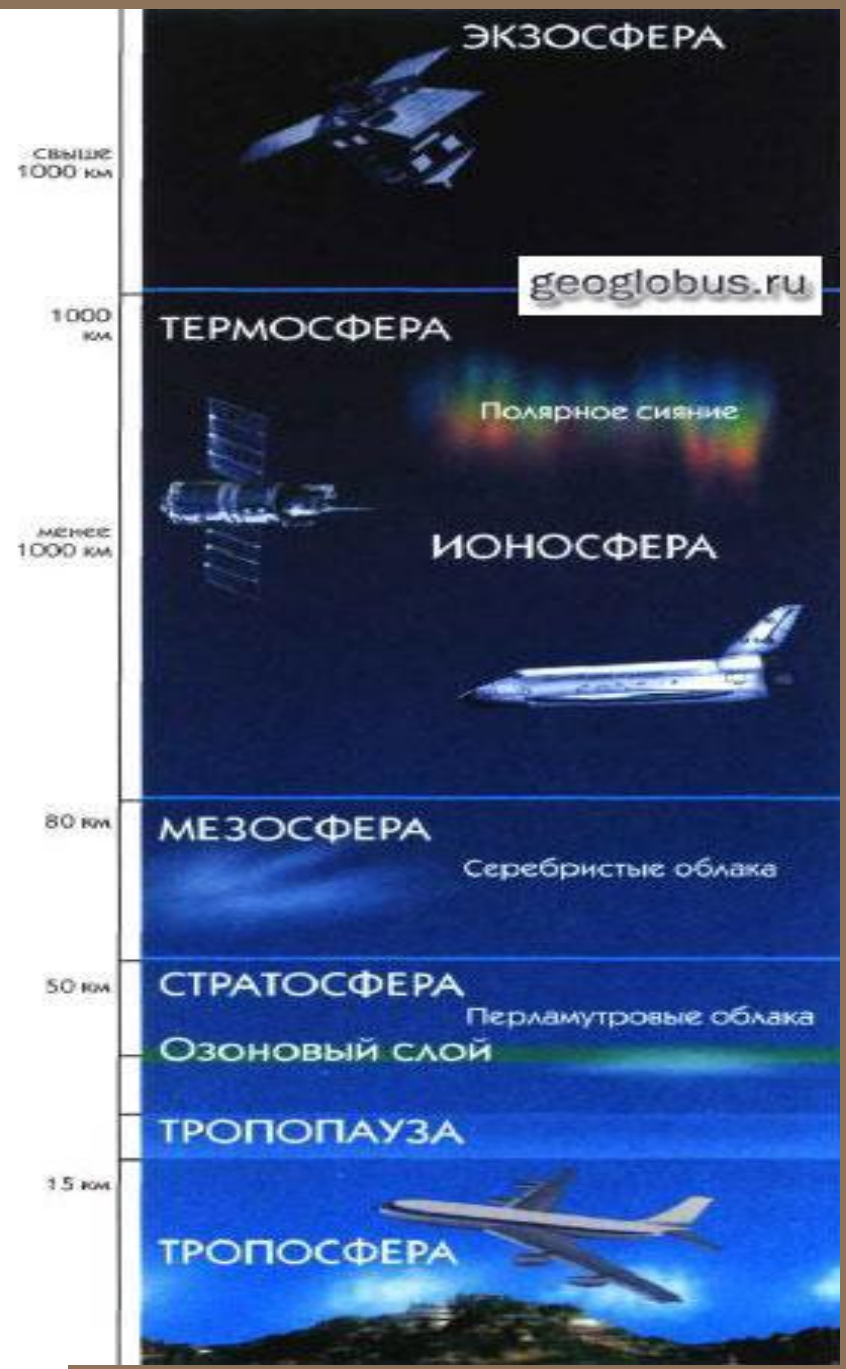 ЭКЗОСФЕРА
свыше
1000 км
geoglobus.ru
1000
км
ТЕРМОСФЕРА
Полярное сияние
менее
1000 км
ИОНОСФЕРА
80 км
МЕЗОСФЕРА
Серебристые облака
50 км
СТРАТОСФЕРА
Перламутровые облака
Озоновый слой
ТРОПОПАУЗА
15 км
ТРОПОСФЕРА